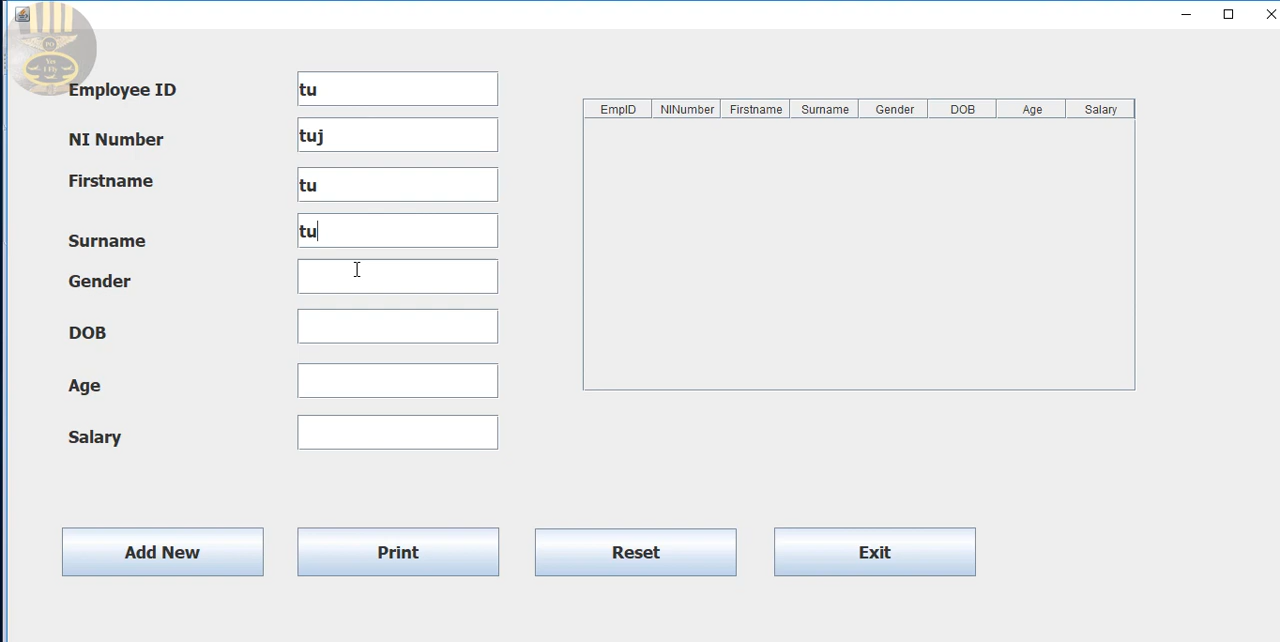 Employee ID tu
NI Number tuj
Firstname tu
Surname tu
Gender
DOB
Age
Salary
EmpID NINumber Firstname Surname Gender DOB Age Salary
Add New Print Reset Exit